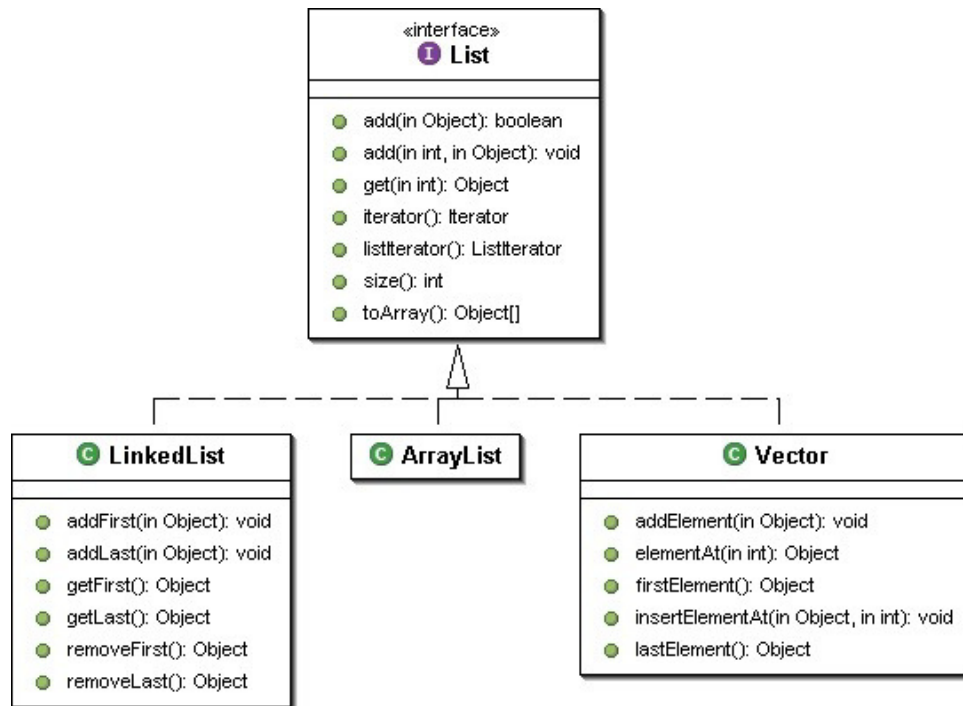 «interface»
I List
add(in Object): boolean
add(in int, in Object): void
get(in int): Object
iterator(): Iterator
listIterator(): ListIterator
size(): int
toArray(): Object[]
C LinkedList
addFirst(in Object): void
addLast(in Object): void
getFirst(): Object
getLast(): Object
removeFirst(): Object
removeLast(): Object
C ArrayList
C Vector
addElement(in Object): void
elementAt(in int): Object
firstElement(): Object
insertElementAt(in Object, in int): void
lastElement(): Object